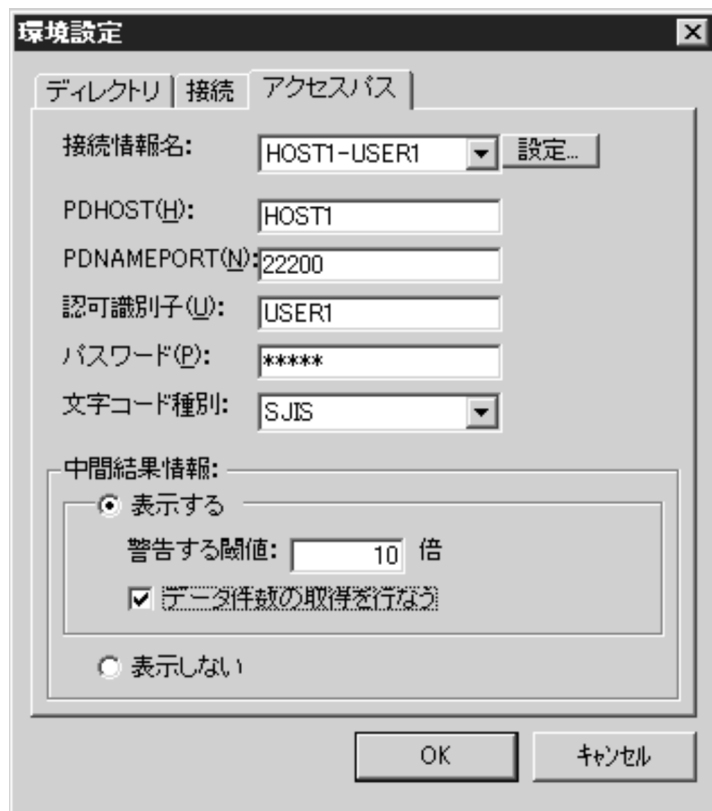 環境設定
ディレクトリ 接続 アクセスパス
接続情報名: HOST1-USER1 設定...
PDHOST(H): HOST1
PDNAMEPORT(N): 22200
認可識別子(U): USER1
パスワード(P): *****
文字コード種別: SJIS
中間結果情報:
表示する
警告する閾値: 10 倍
データ件数の取得を行なう
表示しない
OK キャンセル